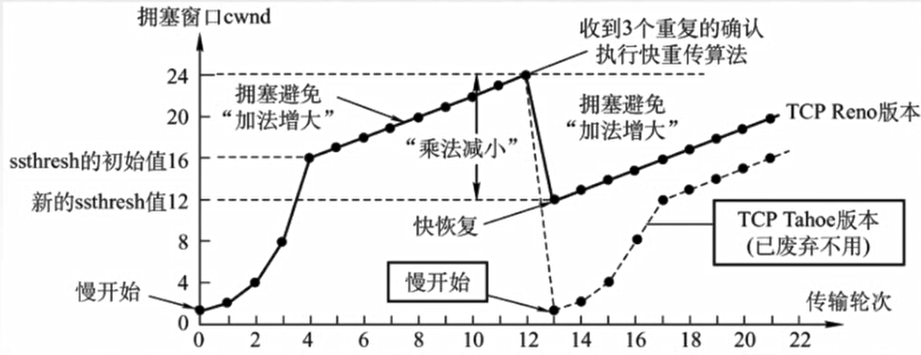 拥塞窗口cwnd
收到3个重复的确认
执行快重传算法
24
拥塞避免
“加法增大”
拥塞避免
“加法增大”
TCP Reno版本
20
“乘法减小”
ssthresh的初始值16
新的ssthresh值12
快恢复
TCP Tahoe版本
(已废弃不用)
8
慢开始
慢开始
4
传输轮次
0
0 2 4 6 8 10 12 14 16 18 20 22